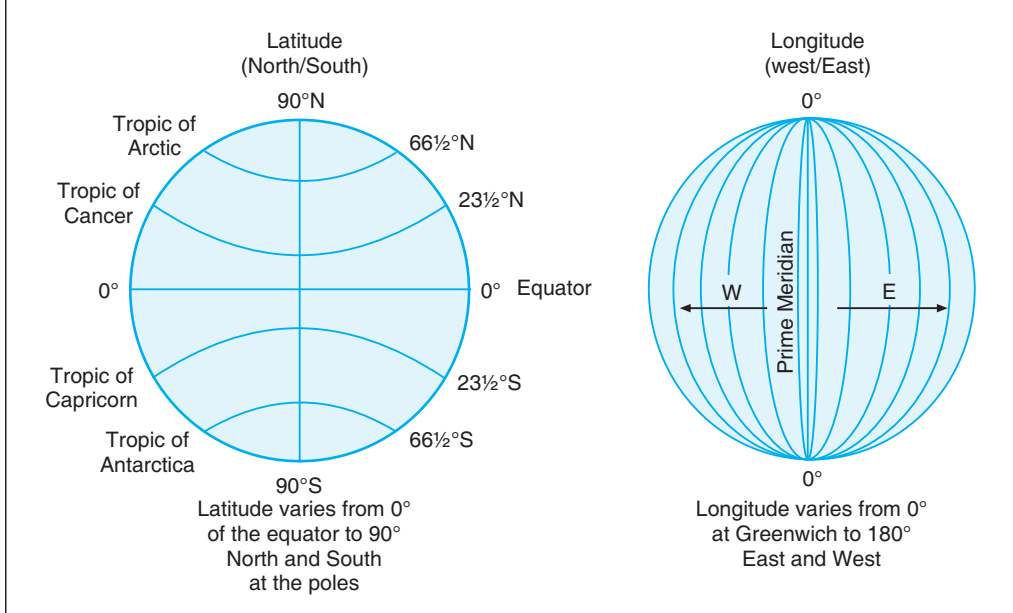 Latitude
(North/South)
90°N
Tropic of
Arctic
66½°N
Tropic of
Cancer
23½°N
0°
0°
Equator
Tropic of
Capricorn
23½°S
Tropic of
Antarctica
66½°S
90°S
Latitude varies from 0°
of the equator to 90°
North and South
at the poles
Longitude
(west/East)
0°
W
Prime Meridian
E
0°
Longitude varies from 0°
at Greenwich to 180°
East and West